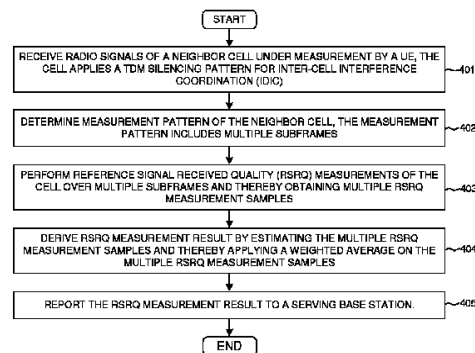 START
RECEIVE RADIO SIGNALS OF A NEIGHBOR CELL UNDER MEASUREMENT BY A UE, THE
CELL APPLIES A TDM SILENCING PATTERN FOR INTER-CELL INTERFERENCE
COORDINATION (IDIC)
401
DETERMINE MEASUREMENT PATTERN OF THE NEIGHBOR CELL, THE MEASUREMENT
PATTERN INCLUDES MULTIPLE SUBFRAMES
402
PERFORM REFERENCE SIGNAL RECEIVED QUALITY (RSRQ) MEASUREMENTS OF THE
CELL OVER MULTIPLE SUBFRAMES AND THEREBY OBTAINING MULTIPLE RSRQ
MEASUREMENT SAMPLES
403
DERIVE RSRQ MEASUREMENT RESULT BY ESTIMATING THE MULTIPLE RSRQ
MEASUREMENT SAMPLES AND THEREBY APPLYING A WEIGHTED AVERAGE ON THE
MULTIPLE RSRQ MEASUREMENT SAMPLES
404
REPORT THE RSRQ MEASUREMENT RESULT TO A SERVING BASE STATION.
405
END